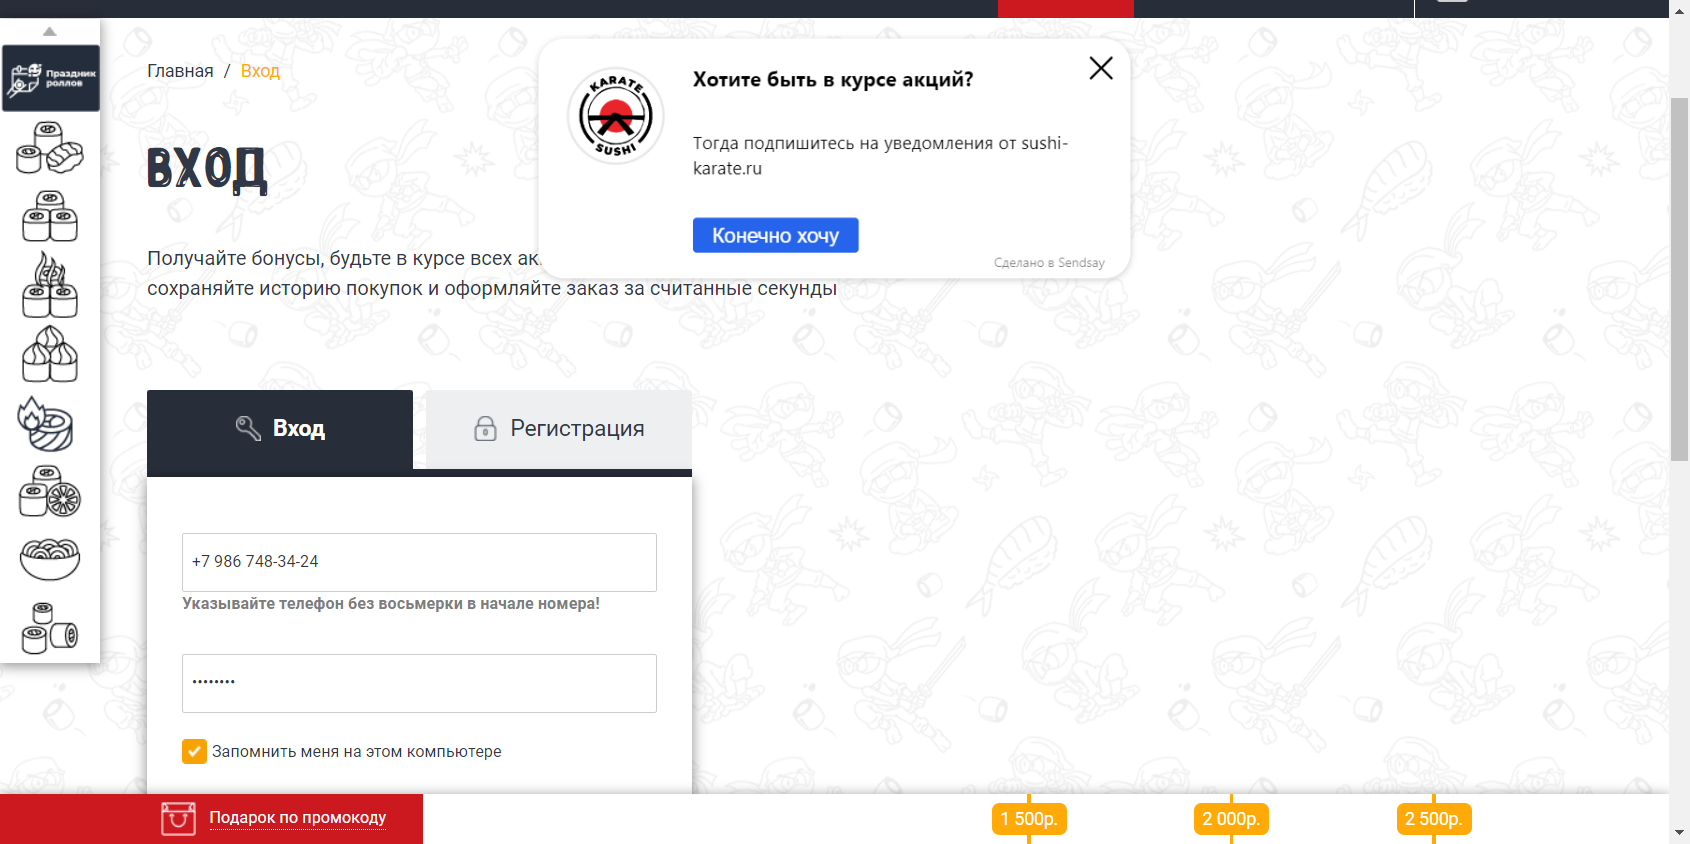 Праздник
роллов
Главная / Вход
ВХОД
Получайте бонусы, будьте в курсе всех ак
сохраняйте историю покупок и оформляйте заказ за считанные секунды
KARATE
SUSHI
Хотите быть в курсе акций?
Тогда подпишитесь на уведомления от sushi-
karate.ru
Конечно хочу
Сделано в Sendsay
Вход
Регистрация
+7 986 748-34-24
Указывайте телефон без восьмерки в начале номера!
••••••••
Запомнить меня на этом компьютере
Подарок по промокоду
1 500р.
2 000р.
2 500р.